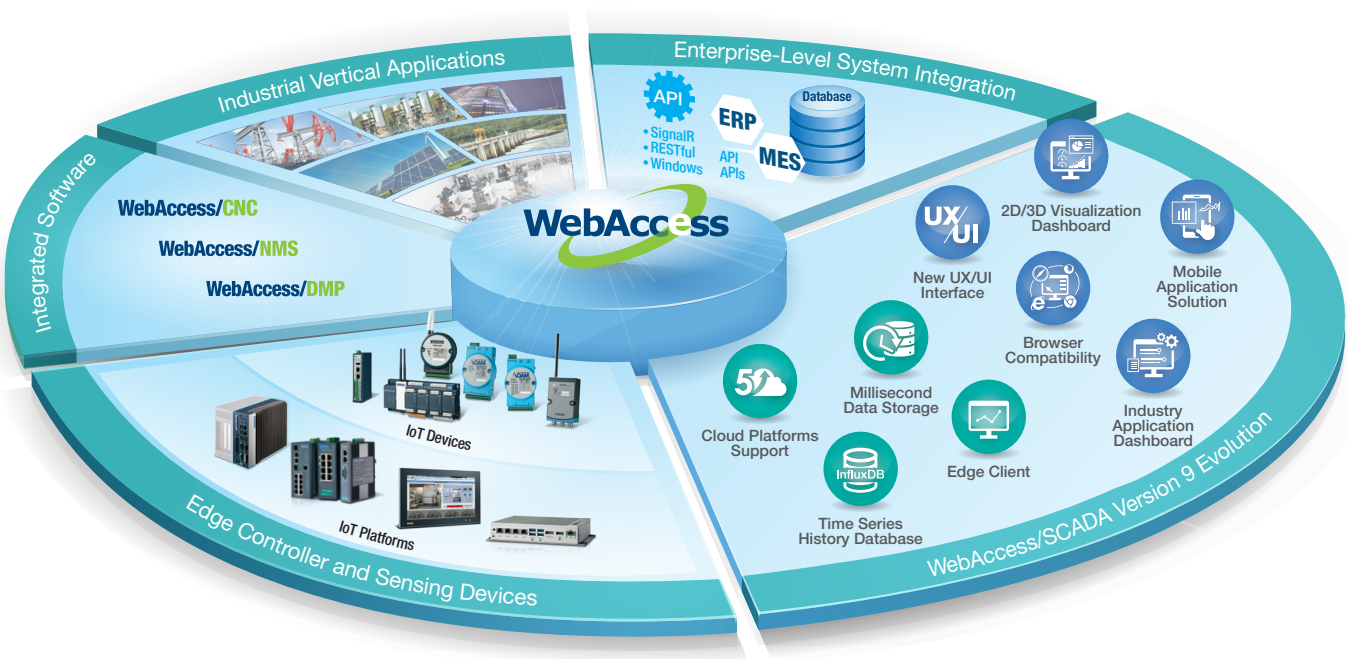 Industrial Vertical Applications
Enterprise-Level System Integration
API
• SignalR
• RESTful
• Windows
ERP
API
APIs
MES
Database
Integrated Software
WebAccess/CNC
WebAccess/NMS
WebAccess/DMP
WebAccess
UX/UI
New UX/UI
Interface
2D/3D Visualization
Dashboard
Mobile
Application
Solution
Browser
Compatibility
Industry
Application
Dashboard
Millisecond
Data Storage
Cloud Platforms
Support
Edge Client
InfluxDB
Time Series
History Database
WebAccess/SCADA Version 9 Evolution
IoT Devices
IoT Platforms
Edge Controller and Sensing Devices